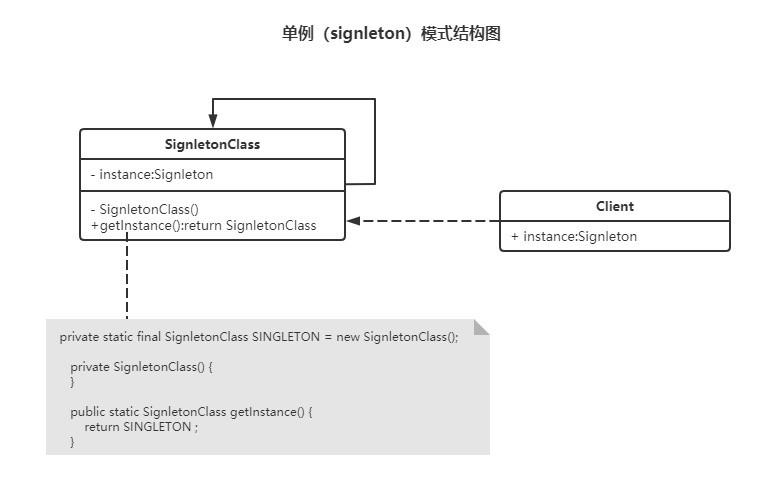 单例（signleton）模式结构图
SignletonClass
- instance:Signleton
- SignletonClass()
+getInstance():return SignletonClass
Client
+ instance:Signleton
private static final SignletonClass SINGLETON = new SignletonClass();
private SignletonClass() {
}
public static SignletonClass getInstance() {
return SINGLETON ;
}